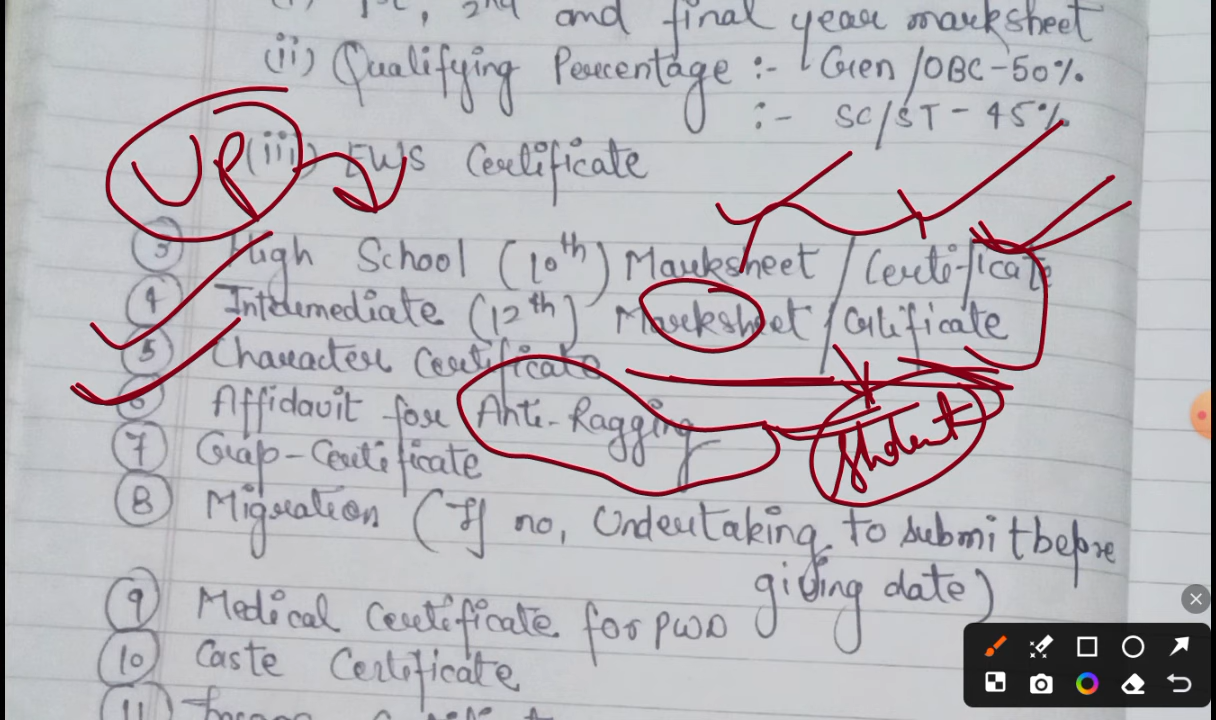 (i) 1st, 2nd and final year marksheet
(ii) Qualifying Percentage :- Gen/OBC-50%
:- SC/ST - 45%
UP (iii) EWS Certificate
③ High School (10th) Marksheet / Certificate
④ Intermediate (12th) Marksheet / Certificate
⑤ Character Certificate
⑥ Affidavit for Anti-Ragging
Student
⑦ Gap-Certificate
⑧ Migration (If no, Undertaking to submit before
giving date)
⑨ Medical Certificate for PWD
⑩ Caste Certificate
11